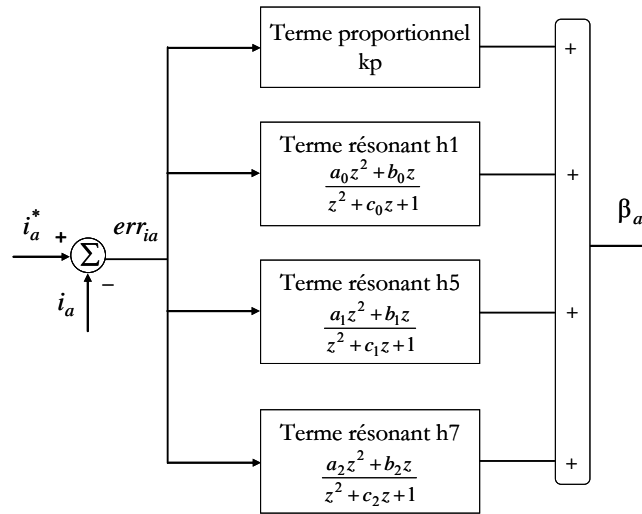 Terme proportionnel
kp
+
Terme résonant h1
a₀z² + b₀z
z² + c₀z + 1
+
i*ₐ
+
Σ
−
iₐ
err_ia
βₐ
Terme résonant h5
a₁z² + b₁z
z² + c₁z + 1
+
Terme résonant h7
a₂z² + b₂z
z² + c₂z + 1
+